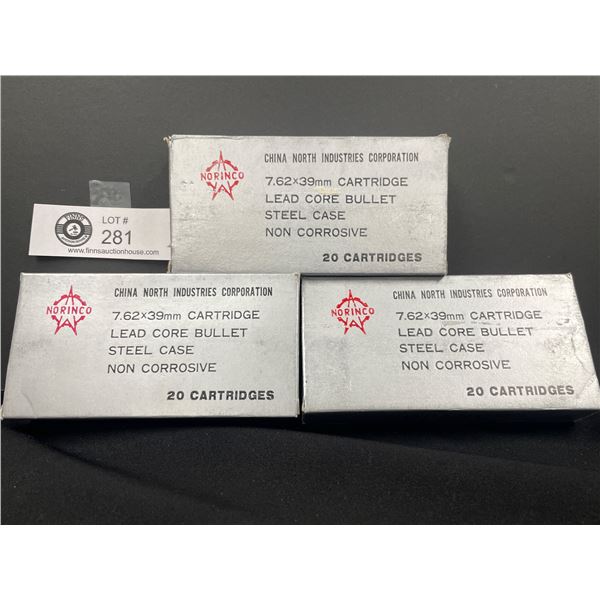 NORINCO
CHINA NORTH INDUSTRIES CORPORATION
7.62×39mm CARTRIDGE
LEAD CORE BULLET
STEEL CASE
NON CORROSIVE
20 CARTRIDGES
FINNS
LOT #
281
www.finnsauctionhouse.com
NORINCO
CHINA NORTH INDUSTRIES CORPORATION
7.62×39mm CARTRIDGE
LEAD CORE BULLET
STEEL CASE
NON CORROSIVE
20 CARTRIDGES
NORINCO
CHINA NORTH INDUSTRIES CORPORATION
7.62×39mm CARTRIDGE
LEAD CORE BULLET
STEEL CASE
NON CORROSIVE
20 CARTRIDGES